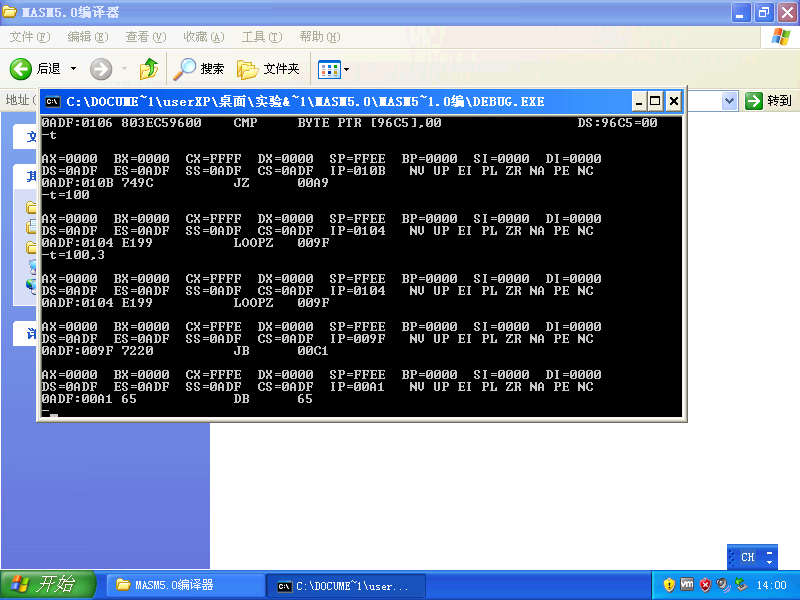 MASM5.0编译器
文件(F) 编辑(E) 查看(V) 收藏(A) 工具(T) 帮助(H)
后退 搜索 文件夹
地址( 转到
C:\DOCUME~1\userXP\桌面\实验&~1\MASM5.0\MASM5~1.0编\DEBUG.EXE
0ADF:0106 803EC59600 CMP BYTE PTR [96C5],00 DS:96C5=00
-t
AX=0000 BX=0000 CX=FFFF DX=0000 SP=FFEE BP=0000 SI=0000 DI=0000
DS=0ADF ES=0ADF SS=0ADF CS=0ADF IP=010B NV UP EI PL ZR NA PE NC
0ADF:010B 749C JZ 00A9
-t=100
AX=0000 BX=0000 CX=FFFF DX=0000 SP=FFEE BP=0000 SI=0000 DI=0000
DS=0ADF ES=0ADF SS=0ADF CS=0ADF IP=0104 NV UP EI PL ZR NA PE NC
0ADF:0104 E199 LOOPZ 009F
-t=100,3
AX=0000 BX=0000 CX=FFFF DX=0000 SP=FFEE BP=0000 SI=0000 DI=0000
DS=0ADF ES=0ADF SS=0ADF CS=0ADF IP=0104 NV UP EI PL ZR NA PE NC
0ADF:0104 E199 LOOPZ 009F
AX=0000 BX=0000 CX=FFFE DX=0000 SP=FFEE BP=0000 SI=0000 DI=0000
DS=0ADF ES=0ADF SS=0ADF CS=0ADF IP=009F NV UP EI PL ZR NA PE NC
0ADF:009F 7220 JB 00C1
AX=0000 BX=0000 CX=FFFE DX=0000 SP=FFEE BP=0000 SI=0000 DI=0000
DS=0ADF ES=0ADF SS=0ADF CS=0ADF IP=00A1 NV UP EI PL ZR NA PE NC
0ADF:00A1 65 DB 65
-
文
其
详
CH
开始 MASM5.0编译器 C:\DOCUME~1\user... 14:00